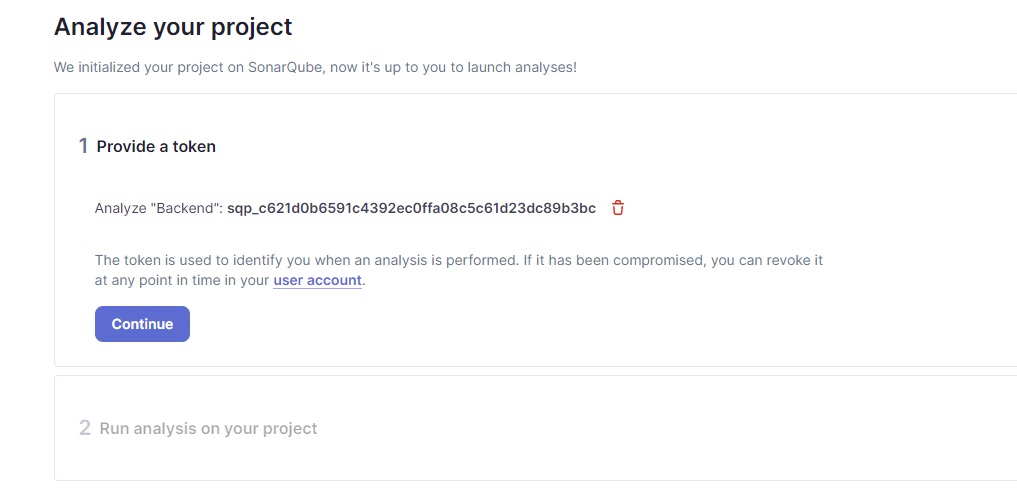 Analyze your project
We initialized your project on SonarQube, now it's up to you to launch analyses!
1 Provide a token
Analyze "Backend": sqp_c621d0b6591c4392ec0ffa08c5c61d23dc89b3bc
The token is used to identify you when an analysis is performed. If it has been compromised, you can revoke it
at any point in time in your user account.
Continue
2 Run analysis on your project